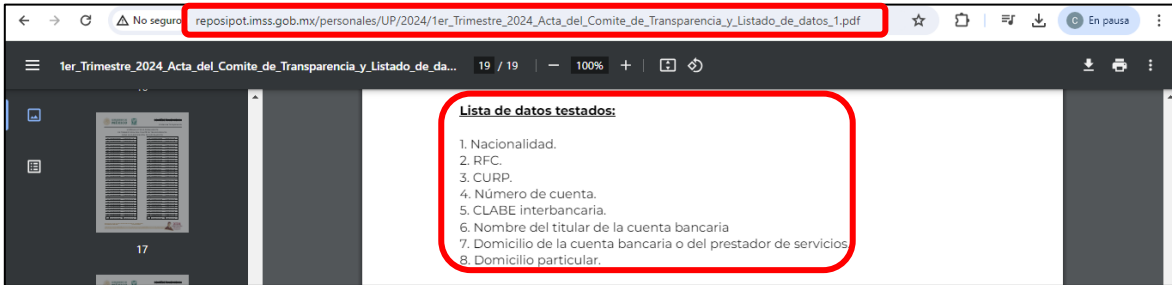 No seguro reposipot.imss.gob.mx/personales/UP/2024/1er_Trimestre_2024_Acta_del_Comite_de_Transparencia_y_Listado_de_datos_1.pdf C En pausa
1er_Trimestre_2024_Acta_del_Comite_de_Transparencia_y_Listado_de_da... 19 / 19 | — 100% + |
Lista de datos testados:
1. Nacionalidad.
2. RFC.
3. CURP.
4. Número de cuenta.
5. CLABE interbancaria.
6. Nombre del titular de la cuenta bancaria
7. Domicilio de la cuenta bancaria o del prestador de servicios.
8. Domicilio particular.
17